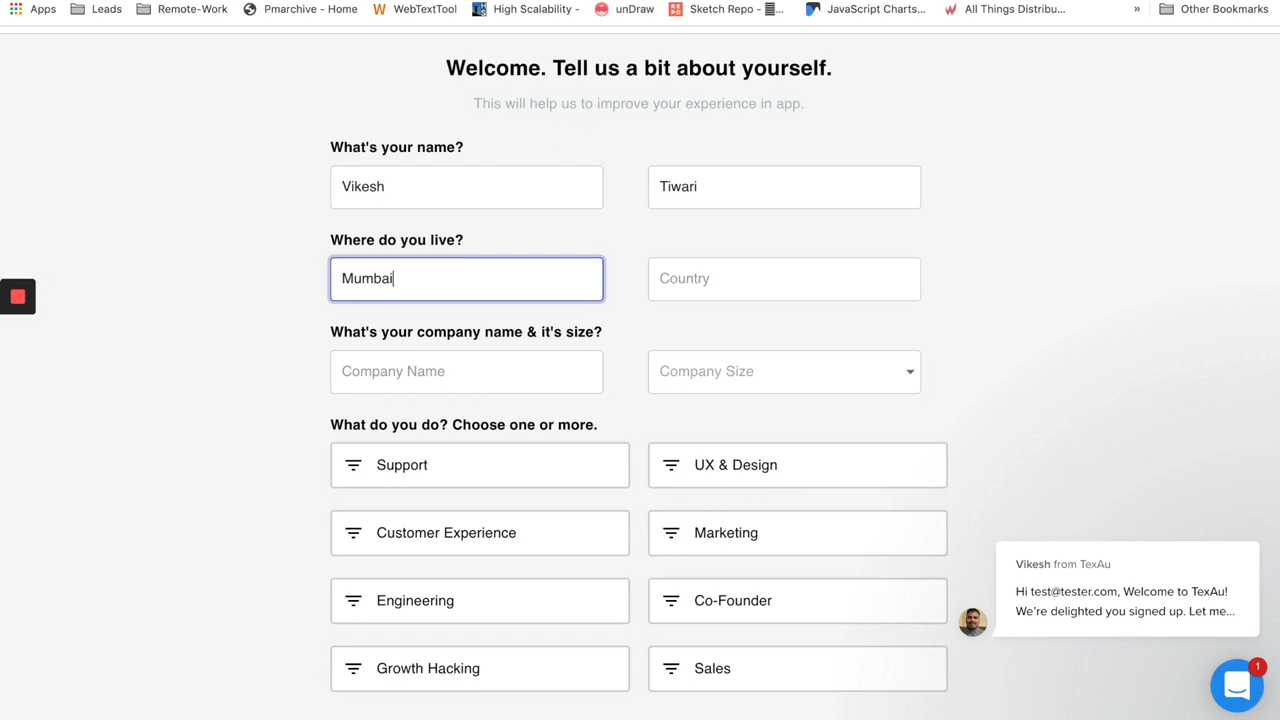 Apps Leads Remote-Work Pmarchive - Home WebTextTool High Scalability - unDraw Sketch Repo - JavaScript Charts... All Things Distribu... » Other Bookmarks
Welcome. Tell us a bit about yourself.
This will help us to improve your experience in app.
What's your name?
Vikesh Tiwari
Where do you live?
Mumbai Country
What's your company name & it's size?
Company Name Company Size
What do you do? Choose one or more.
Support UX & Design
Customer Experience Marketing
Engineering Co-Founder
Growth Hacking Sales
Vikesh from TexAu
Hi test@tester.com, Welcome to TexAu!
We're delighted you signed up. Let me...
1